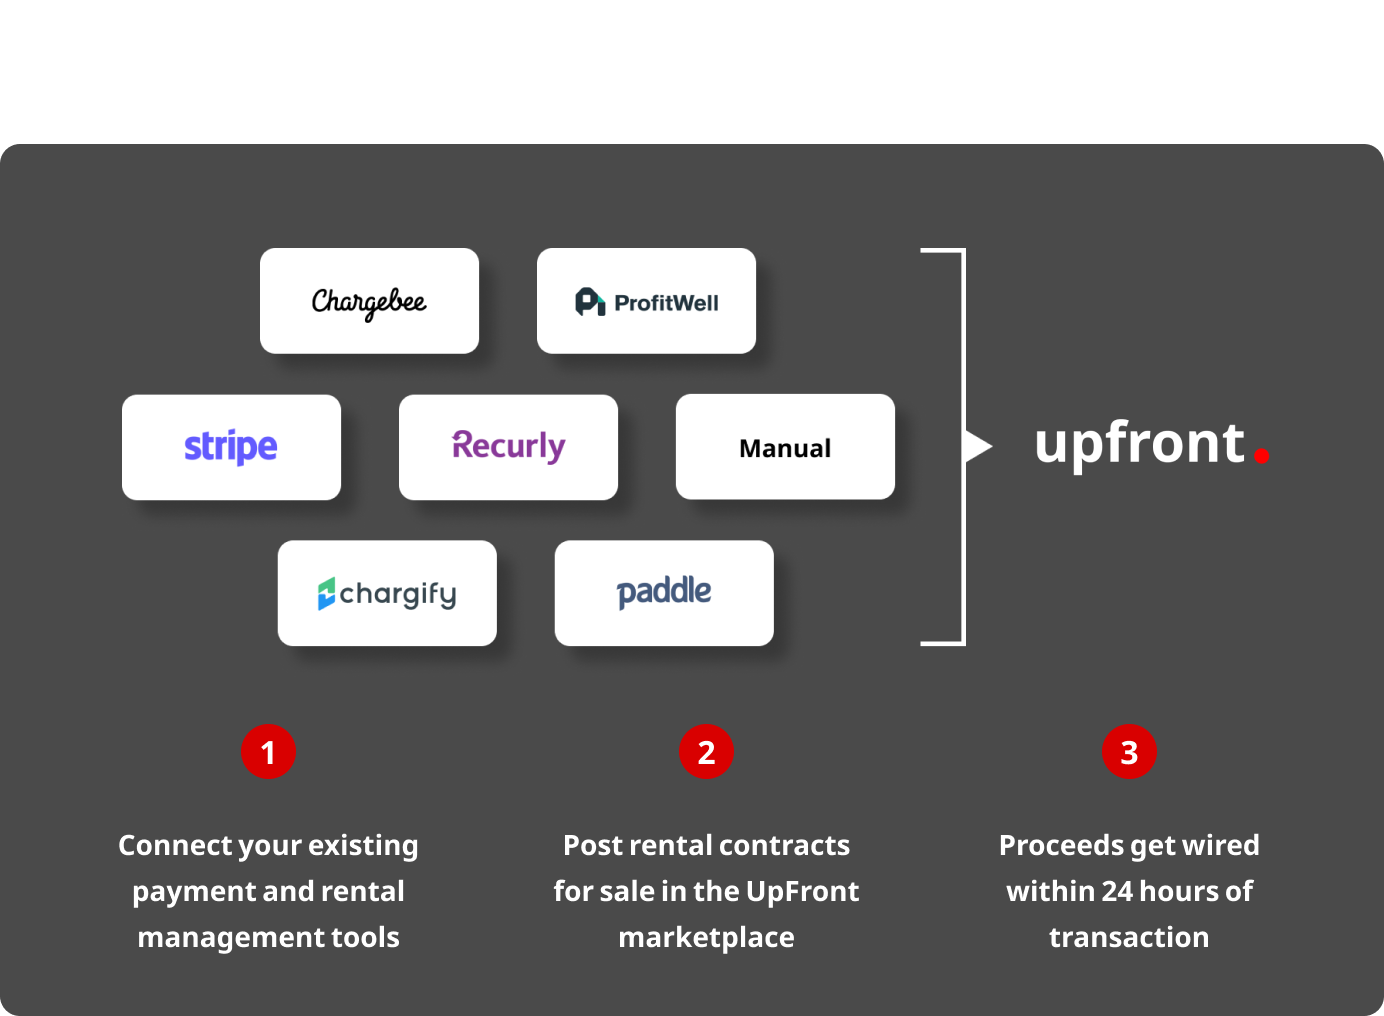 Chargebee
ProfitWell
stripe
Recurly
Manual
upfront.
chargify
paddle
1
2
3
Connect your existing
payment and rental
management tools
Post rental contracts
for sale in the UpFront
marketplace
Proceeds get wired
within 24 hours of
transaction